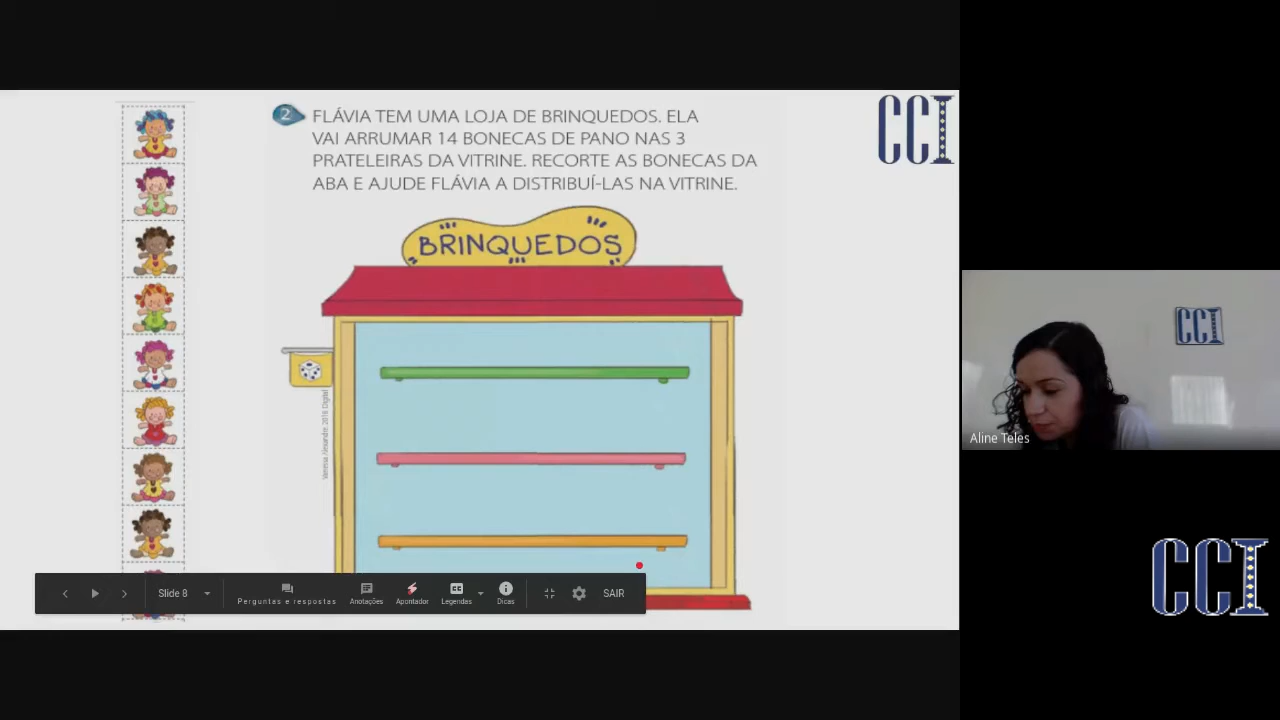 CCI
2 FLÁVIA TEM UMA LOJA DE BRINQUEDOS. ELA
VAI ARRUMAR 14 BONECAS DE PANO NAS 3
PRATELEIRAS DA VITRINE. RECORTE AS BONECAS DA
ABA E AJUDE FLÁVIA A DISTRIBUÍ-LAS NA VITRINE.
BRINQUEDOS
CCI
Aline Teles
CCI
Slide 8
Perguntas e respostas
Anotações
Apontador
Legendas
Dicas
SAIR